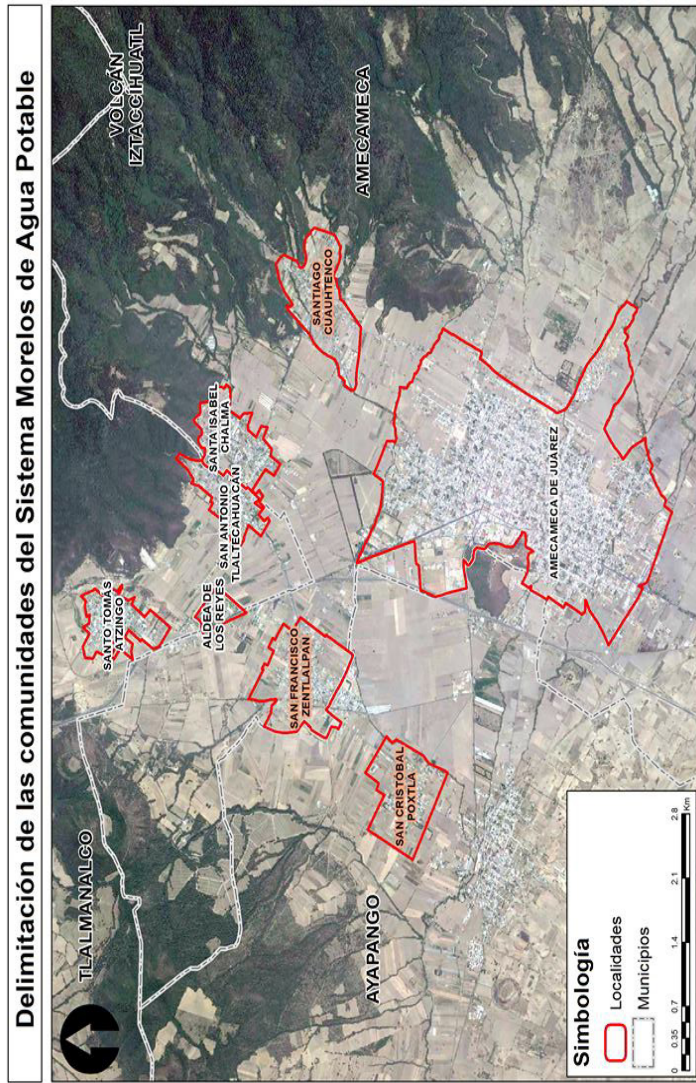 Delimitación de las comunidades del Sistema Morelos de Agua Potable
TLALMANALCO
VOLCÁN
IZTACCÍHUATL
SANTO TOMÁS
ATZINGO
ALDEA DE
LOS REYES
SAN ANTONIO
TLALTECAHUACÁN
SANTA ISABEL
CHALMA
SAN FRANCISCO
ZENTLALPAN
SANTIAGO
CUAUHTENCO
AYAPANGO
AMECAMECA
SAN CRISTÓBAL
POXTLA
AMECAMECA DE JUÁREZ
Simbología
Localidades
Municipios
0 0.35 0.7 1.4 2.1 2.8
Km